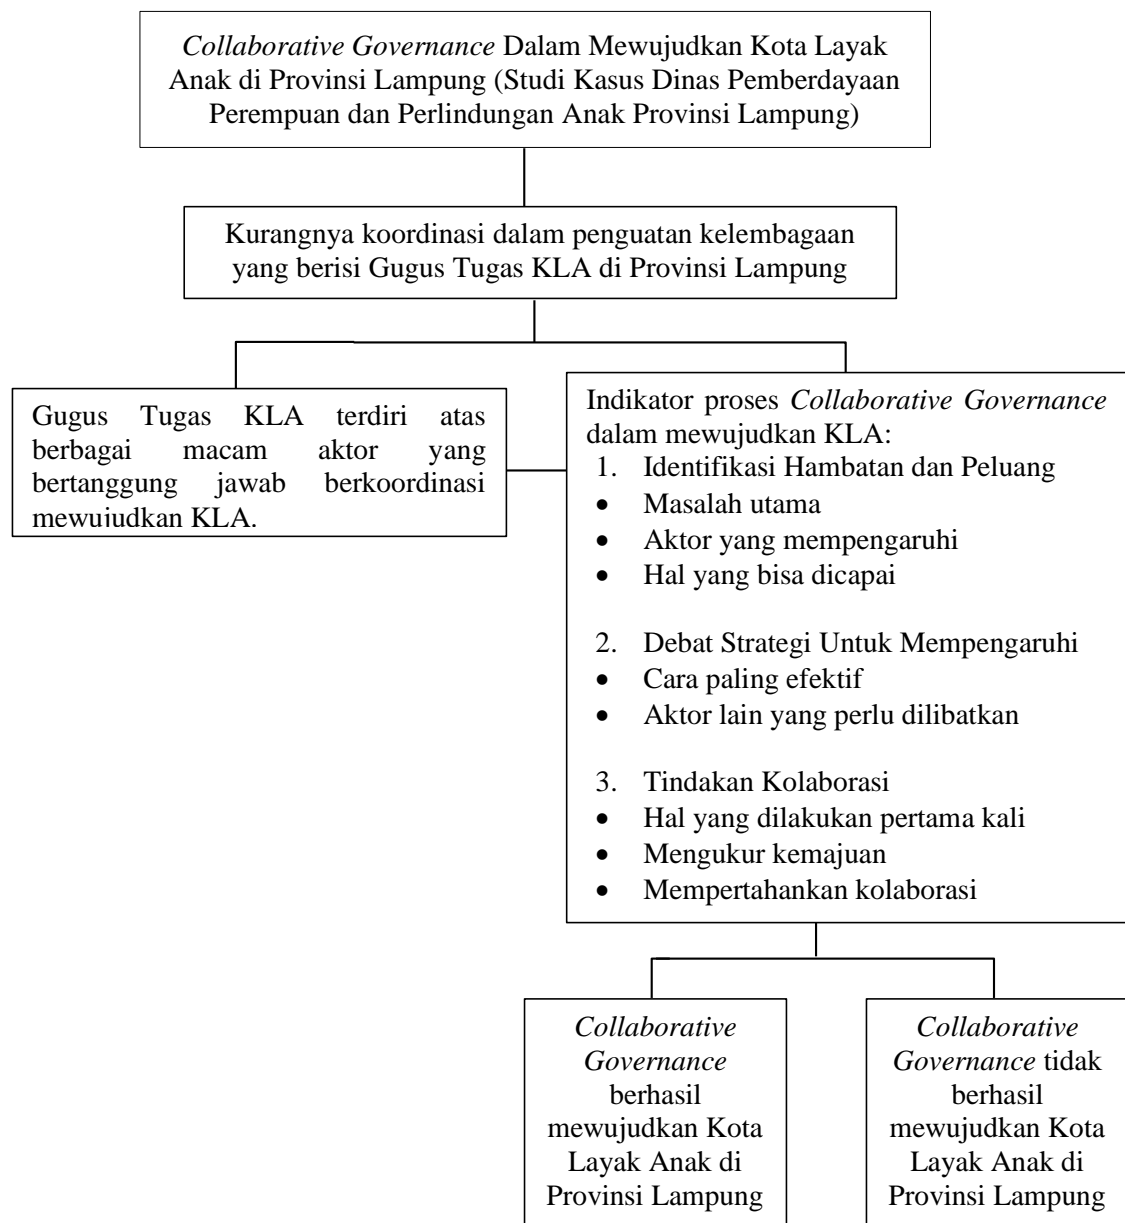 Collaborative Governance Dalam Mewujudkan Kota Layak
Anak di Provinsi Lampung (Studi Kasus Dinas Pemberdayaan
Perempuan dan Perlindungan Anak Provinsi Lampung)
Kurangnya koordinasi dalam penguatan kelembagaan
yang berisi Gugus Tugas KLA di Provinsi Lampung
Gugus Tugas KLA terdiri atas
berbagai macam aktor yang
bertanggung jawab berkoordinasi
mewujudkan KLA.
Indikator proses Collaborative Governance
dalam mewujudkan KLA:
1. Identifikasi Hambatan dan Peluang
• Masalah utama
• Aktor yang mempengaruhi
• Hal yang bisa dicapai
2. Debat Strategi Untuk Mempengaruhi
• Cara paling efektif
• Aktor lain yang perlu dilibatkan
3. Tindakan Kolaborasi
• Hal yang dilakukan pertama kali
• Mengukur kemajuan
• Mempertahankan kolaborasi
Collaborative
Governance
berhasil
mewujudkan Kota
Layak Anak di
Provinsi Lampung
Collaborative
Governance tidak
berhasil
mewujudkan Kota
Layak Anak di
Provinsi Lampung